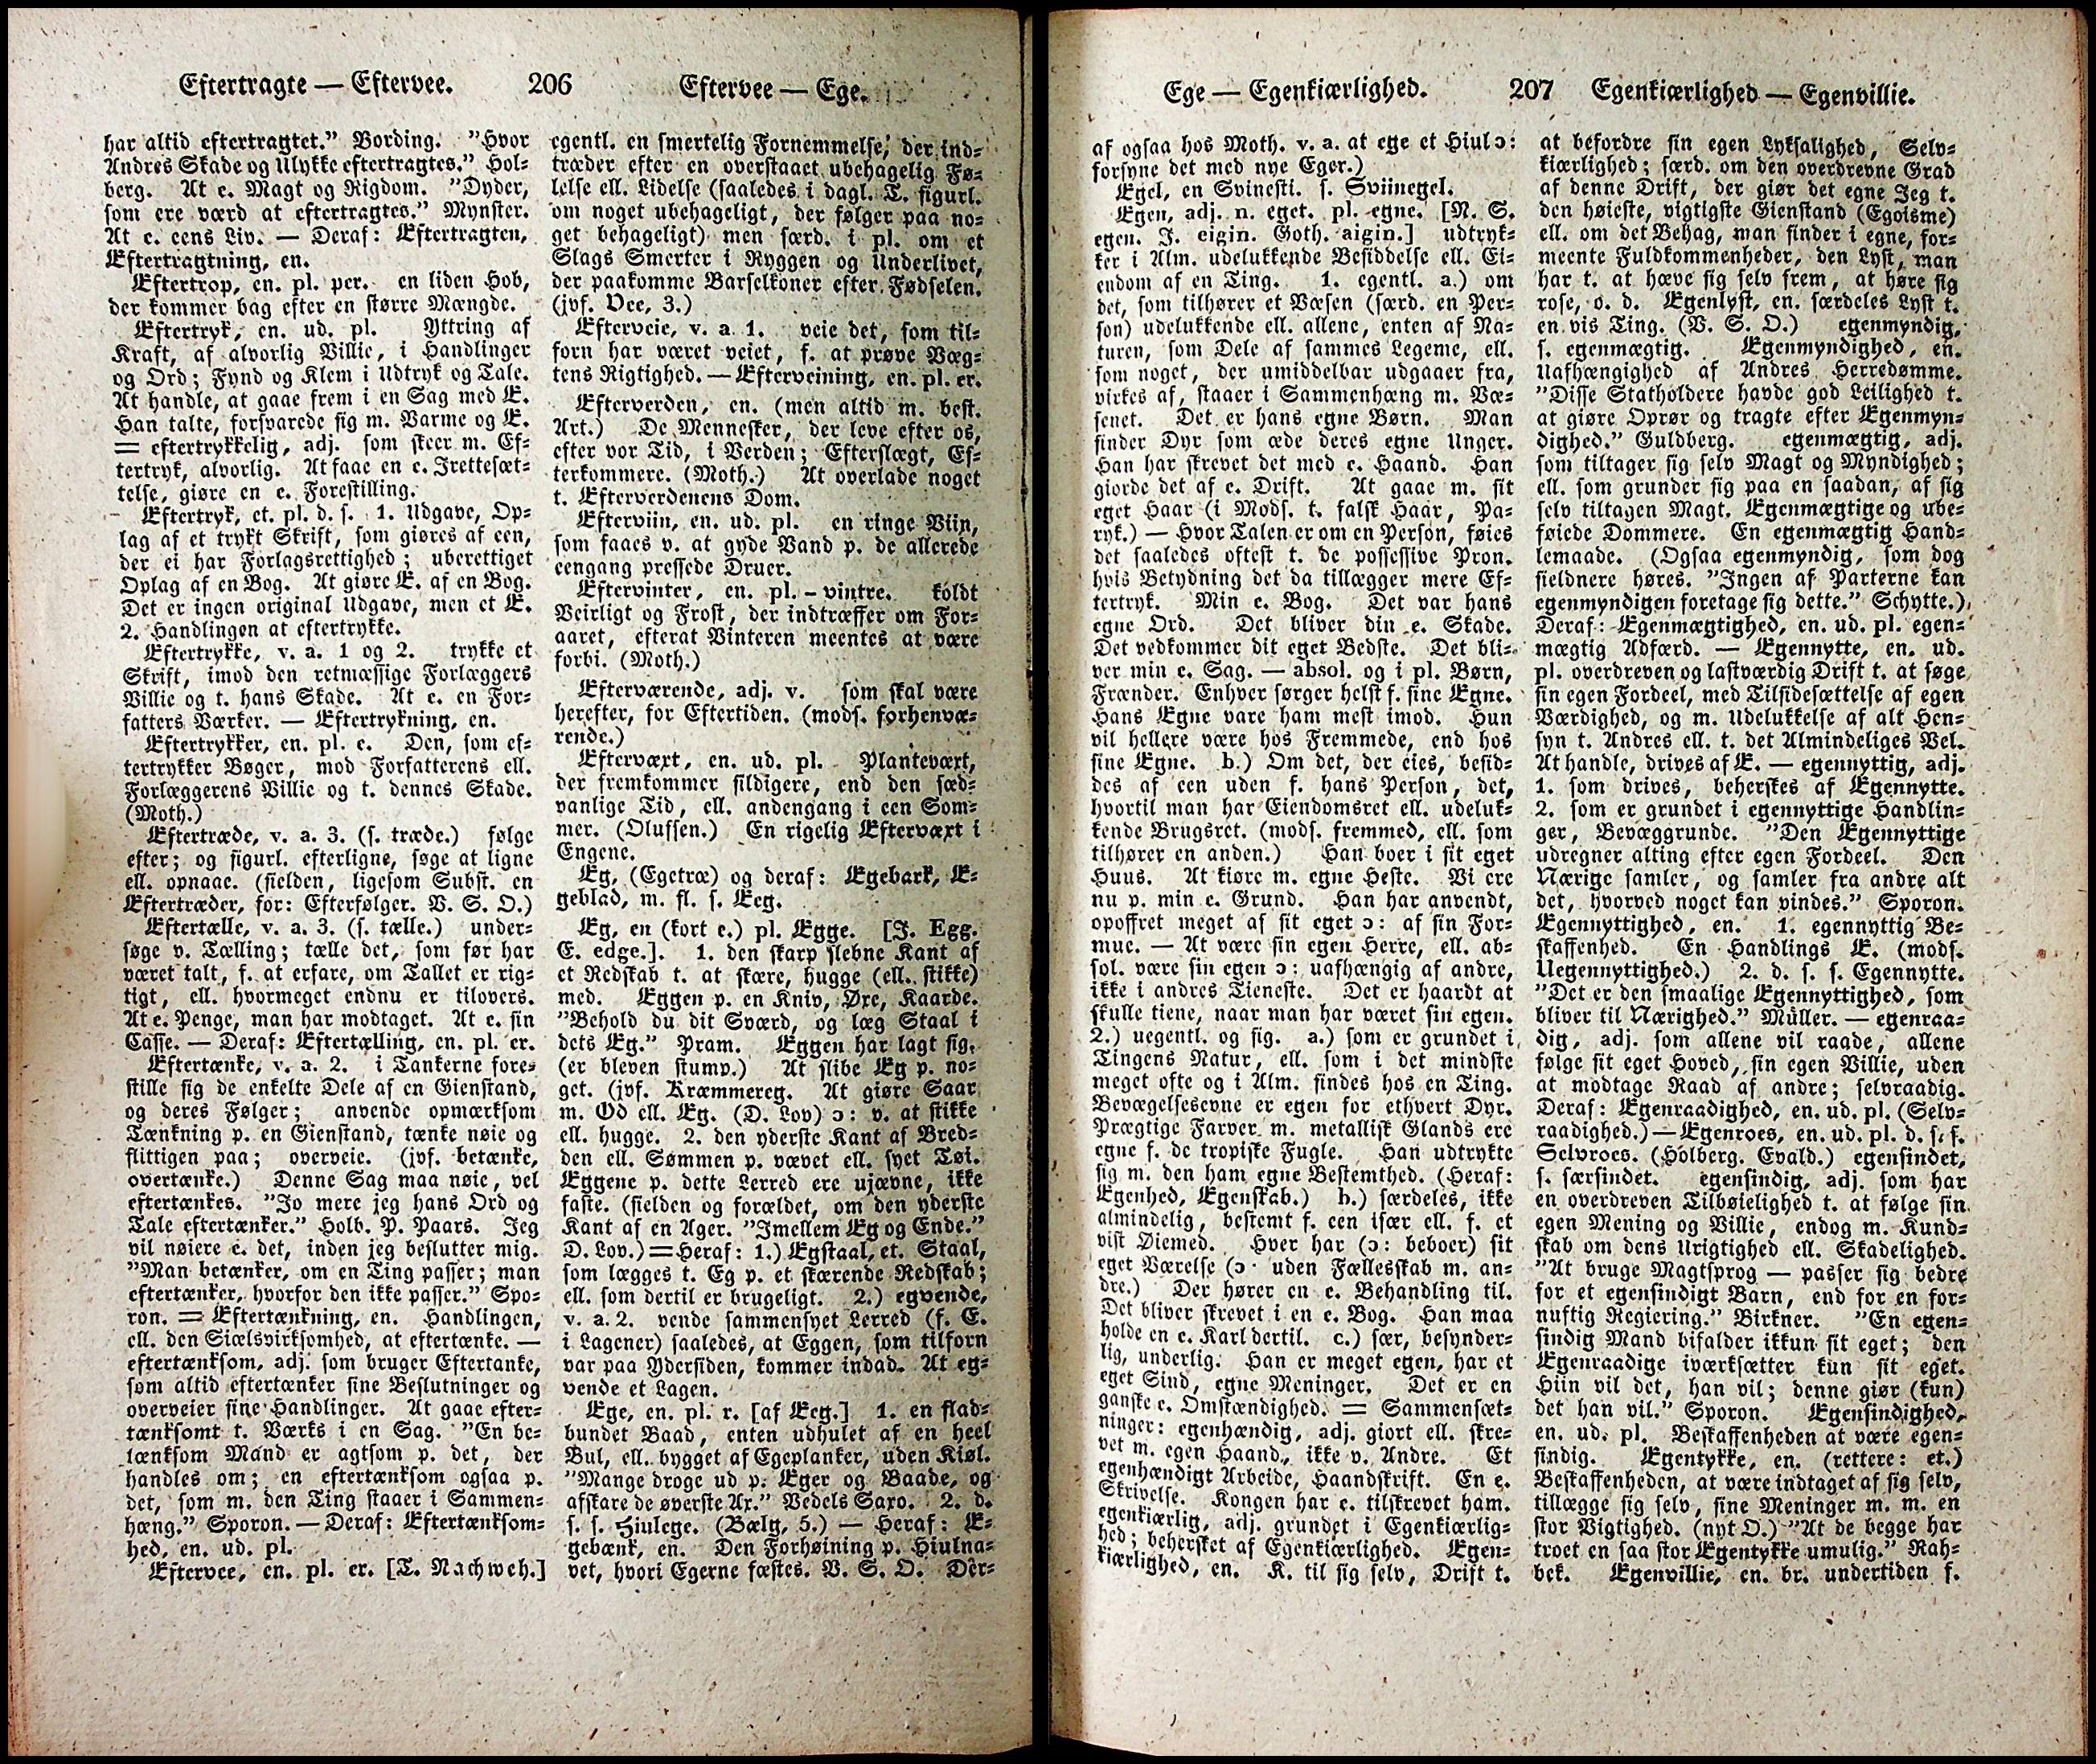 Eftertragte — Eftervee. 206 Eftervee — Ege.
har altid eftertragtet.” Bording. ”Hvor
Andres Skade og Ulykke eftertragtes.” Hol-
berg. At e. Magt og Rigdom. ”Dyder,
som ere værd at eftertragtes.” Mynster.
At e. eens Liv. — Deraf: Eftertragten,
Eftertragtning, en.
Eftertrop, en. pl. per. en liden Hob,
der kommer bag efter en større Mængde.
Eftertryk, en. ud. pl. Yttring af
Kraft, af alvorlig Villie, i Handlinger
og Ord; Fynd og Klem i Udtryk og Tale.
At handle, at gaae frem i en Sag med E.
Han talte, forsvarede sig m. Varme og E.
= eftertrykkelig, adj. som skeer m. Ef-
tertryk, alvorlig. At faae en e. Irettesæt-
telse, giøre en e. Forestilling.
Eftertryk, et. pl. d. s. 1. Udgave, Op-
lag af et trykt Skrift, som giøres af een,
der ei har Forlagsrettighed; uberettiget
Oplag af en Bog. At giøre E. af en Bog.
Det er ingen original Udgave, men et E.
2. Handlingen at eftertrykke.
Eftertrykke, v. a. 1 og 2. trykke et
Skrift, imod den retmæssige Forlæggers
Villie og t. hans Skade. At e. en For-
fatters Værker. — Eftertrykning, en.
Eftertrykker, en. pl. e. Den, som ef-
tertrykker Bøger, mod Forfatterens ell.
Forlæggerens Villie og t. dennes Skade.
(Moth.)
Eftertræde, v. a. 3. (s. træde.) følge
efter; og figurl. efterligne, søge at ligne
ell. opnaae. (sielden, ligesom Subst. en
Eftertræder, for: Efterfølger. V. S. O.)
Eftertælle, v. a. 3. (s. tælle.) under-
søge v. Tælling; tælle det, som før har
været talt, f. at erfare, om Tallet er rig-
tigt, ell. hvormeget endnu er tilovers.
At e. Penge, man har modtaget. At e. sin
Casse. — Deraf: Eftertælling, en. pl. er.
Eftertænke, v. a. 2. i Tankerne fore-
stille sig de enkelte Dele af en Gienstand,
og deres Følger; anvende opmærksom
Tænkning p. en Gienstand, tænke nøie og
flittigen paa; overveie. (jvf. betænke,
overtænke.) Denne Sag maa nøie, vel
eftertænkes. ”Jo mere jeg hans Ord og
Tale eftertænker.” Holb. P. Paars. Jeg
vil nøiere e. det, inden jeg beslutter mig.
”Man betænker, om en Ting passer; man
eftertænker, hvorfor den ikke passer.” Spo-
ron. = Eftertænkning, en. Handlingen,
ell. den Siælsvirksomhed, at eftertænke. —
eftertænksom, adj. som bruger Eftertanke,
som altid eftertænker sine Beslutninger og
overveier sine Handlinger. At gaae efter-
tænksomt t. Værks i en Sag. ”En be-
tænksom Mand er agtsom p. det, der
handles om; en eftertænksom ogsaa p.
det, som m. den Ting staaer i Sammen-
hæng.” Sporon. — Deraf: Eftertænksom-
hed, en. ud. pl.
Eftervee, en. pl. er. [T. Nachweh.]
egentl. en smertelig Fornemmelse, der ind-
træder efter en overstaaet ubehagelig Fø-
lelse ell. Lidelse (saaledes i dagl. T. figurl.
om noget ubehageligt, der følger paa no-
get behageligt) men særd. i pl. om et
Slags Smerter i Ryggen og Underlivet,
der paakomme Barselkoner efter Fødselen.
(jvf. Vee, 3.)
Efterveie, v. a. 1. veie det, som til-
forn har været veiet, f. at prøve Væg-
tens Rigtighed. — Efterveining, en. pl. er.
Efterverden, en. (men altid m. best.
Art.) De Mennesker, der leve efter os,
efter vor Tid, i Verden; Efterslægt, Ef-
terkommere. (Moth.) At overlade noget
t. Efterverdenens Dom.
Efterviin, en. ud. pl. en ringe Viin,
som faaes v. at gyde Vand p. de allerede
eengang pressede Druer.
Eftervinter, en. pl. - vintre. koldt
Veirligt og Frost, der indtræffer om For-
aaret, efterat Vinteren meentes at være
forbi. (Moth.)
Efterværende, adj. v. som skal være
herefter, for Eftertiden. (mods. forhenvæ-
rende.)
Eftervæxt, en. ud. pl. Plantevæxt,
der fremkommer sildigere, end den sæd-
vanlige Tid, ell. andengang i een Som-
mer. (Olufsen.) En rigelig Eftervæxt i
Engene.
Eg, (Egetræ) og deraf: Egebark, E-
geblad, m. fl. s. Eeg.
Eg, en (kort e.) pl. Egge. [I. Egg.
E. edge.]. 1. den skarp slebne Kant af
et Redskab t. at skære, hugge (ell. stikke)
med. Eggen p. en Kniv, Øxe, Kaarde.
”Behold du dit Sværd, og læg Staal i
dets Eg.” Pram. Eggen har lagt sig.
(er bleven stump.) At slibe Eg p. no-
get. (jvf. Kræmmereg. At giøre Saar
m. Od ell. Eg. (D. Lov) ɔ: v. at stikke
ell. hugge. 2. den yderste Kant af Bred-
den ell. Sømmen p. vævet ell. syet Tøi.
Eggene p. dette Lerred ere ujævne, ikke
faste. (sielden og forældet, om den yderste
Kant af en Ager. ”Imellem Eg og Ende.”
D. Lov.) = Heraf: 1.) Egstaal, et. Staal,
som lægges t. Eg p. et skærende Redskab;
ell. som dertil er brugeligt. 2.) egvende,
v. a. 2. vende sammensyet Lerred (f. E.
i Lagener) saaledes, at Eggen, som tilforn
var paa Ydersiden, kommer indad. At eg-
vende et Lagen.
Ege, en. pl. r. [af Eeg.] 1. en flad-
bundet Baad, enten udhulet af en heel
Bul, ell. bygget af Egeplanker, uden Kiøl.
”Mange droge ud p. Eger og Baade, og
afskare de øverste Ax.” Vedels Saxo. 2. d.
s. s. Hiulege. (Bælg, 5.) — Heraf: E-
gebænk, en. Den Forhøining p. Hiulna-
vet, hvori Egerne fæstes. V. S. O. Der-
Ege — Egenkiærlighed. 207 Egenkiærlighed — Egenvillie.
af ogsaa hos Moth. v. a. at ege et Hiul ɔ:
forsyne det med nye Eger.)
Egel, en Svinesti. s. Sviinegel.
Egen, adj. n. eget. pl. egne. [N. S.
egen. I. eigin. Goth. aigin.] udtryk-
ker i Alm. udelukkende Besiddelse ell. Ei-
endom af en Ting. 1. egentl. a.) om
det, som tilhører et Væsen (særd. en Per-
son) udelukkende ell. allene, enten af Na-
turen, som Dele af sammes Legeme, ell.
som noget, der umiddelbar udgaaer fra,
virkes af, staaer i Sammenhæng m. Væ-
senet. Det er hans egne Børn. Man
finder Dyr som æde deres egne Unger.
Han har skrevet det med e. Haand. Han
giorde det af e. Drift. At gaae m. sit
eget Haar (i Mods. t. falsk Haar, Pa-
ryk.) — Hvor Talen er om en Person, føies
det saaledes oftest t. de possessive Pron.
hvis Betydning det da tillægger mere Ef-
tertryk. Min e. Bog. Det var hans
egne Ord. Det bliver din e. Skade.
Det vedkommer dit eget Bedste. Det bli-
ver min e. Sag. — absol. og i pl. Børn,
Frænder. Enhver sørger helst f. sine Egne.
Hans Egne vare ham mest imod. Hun
vil hellere være hos Fremmede, end hos
sine Egne. b.) Om det, der eies, besid-
des af een uden f. hans Person, det,
hvortil man har Eiendomsret ell. udeluk-
kende Brugsret. (mods. fremmed, ell. som
tilhører en anden.) Han boer i sit eget
Huus. At kiøre m. egne Heste. Vi ere
nu p. min e. Grund. Han har anvendt,
opoffret meget af sit eget ɔ: af sin For-
mue. — At være sin egen Herre, ell. ab-
sol. være sin egen ɔ: uafhængig af andre,
ikke i andres Tieneste. Det er haardt at
skulle tiene, naar man har været sin egen.
2.) uegentl. og fig. a.) som er grundet i
Tingens Natur, ell. som i det mindste
meget ofte og i Alm. findes hos en Ting.
Bevægelsesevne er egen for ethvert Dyr.
Prægtige Farver m. metallisk Glands ere
egne f. de tropiske Fugle. Han udtrykte
sig m. den ham egne Bestemthed. (Heraf:
Egenhed, Egenskab.) b.) særdeles, ikke
almindelig, bestemt f. een især ell. f. et
vist Øiemed. Hver har (ɔ: beboer) sit
eget Værelse (ɔ: uden Fællesskab m. an-
dre.) Der hører en e. Behandling til.
Det bliver skrevet i en e. Bog. Han maa
holde en e. Karl dertil. c.) sær, besynder-
lig, underlig. Han er meget egen, har et
eget Sind, egne Meninger. Det er en
ganske e. Omstændighed. = Sammensæt-
ninger: egenhændig, adj. giort ell. skre-
vet m. egen Haand, ikke v. Andre. Et
egenhændigt Arbeide, Haandskrift. En e.
Skrivelse. Kongen har e. tilskrevet ham.
egenkiærlig, adj. grundet i Egenkiærlig-
hed; behersket af Egenkiærlighed. Egen-
kiærlighed, en. K. til sig selv, Drift t.
at befordre sin egen Lyksalighed, Selv-
kiærlighed; særd. om den overdrevne Grad
af denne Drift, der giør det egne Jeg t.
den høieste, vigtigste Gienstand (Egoisme)
ell. om det Behag, man finder i egne, for-
meente Fuldkommenheder, den Lyst, man
har t. at hæve sig selv frem, at høre sig
rose, o. d. Egenlyst, en. særdeles Lyst t.
en vis Ting. (V. S. O.) egenmyndig,
s. egenmægtig. Egenmyndighed, en.
Uafhængighed af Andres Herredømme.
”Disse Statholdere havde god Leilighed t.
at giøre Oprør og tragte efter Egenmyn-
dighed.” Guldberg. egenmægtig, adj.
som tiltager sig selv Magt og Myndighed;
ell. som grunder sig paa en saadan, af sig
selv tiltagen Magt. Egenmægtige og ube-
føiede Dommere. En egenmægtig Hand-
lemaade. (Ogsaa egenmyndig, som dog
sieldnere høres. ”Ingen af Parterne kan
egenmyndigen foretage sig dette.” Schytte.)
Deraf: Egenmægtighed, en. ud. pl. egen-
mægtig Adfærd. — Egennytte, en. ud.
pl. overdreven og lastværdig Drift t. at søge
sin egen Fordeel, med Tilsidesættelse af egen
Værdighed, og m. Udelukkelse af alt Hen-
syn t. Andres ell. t. det Almindeliges Vel.
At handle, drives af E. — egennyttig, adj.
1. som drives, beherskes af Egennytte.
2. som er grundet i egennyttige Handlin-
ger, Bevæggrunde. ”Den Egennyttige
udregner alting efter egen Fordeel. Den
Nærige samler, og samler fra andre alt
det, hvorved noget kan vindes.” Sporon.
Egennyttighed, en. 1. egennyttig Be-
skaffenhed. En Handlings E. (mods.
Uegennyttighed.) 2. d. s. s. Egennytte.
”Det er den smaalige Egennyttighed, som
bliver til Nærighed.” Müller. — egenraa-
dig, adj. som allene vil raade, allene
følge sit eget Hoved, sin egen Villie, uden
at modtage Raad af andre; selvraadig.
Deraf: Egenraadighed, en. ud. pl. (Selv-
raadighed.) — Egenroes, en. ud. pl. d. s. s.
Selvroes. (Holberg. Evald.) egensindet,
s. særsindet. egensindig, adj. som har
en overdreven Tilbøielighed t. at følge sin
egen Mening og Villie, endog m. Kund-
skab om dens Urigtighed ell. Skadelighed.
”At bruge Magtsprog — passer sig bedre
for et egensindigt Barn, end for en for-
nuftig Regiering.” Birkner. ”En egen-
sindig Mand bifalder ikkun sit eget; den
Egenraadige iværksætter kun sit eget.
Hiin vil det, han vil; denne giør (kun)
det han vil.” Sporon. Egensindighed,
en. ud. pl. Beskaffenheden at være egen-
sindig. Egentykke, en. (rettere: et.)
Beskaffenheden, at være indtaget af sig selv,
tillægge sig selv, sine Meninger m. m. en
stor Vigtighed. (nyt O.) ”At de begge har
troet en saa stor Egentykke umulig.” Rah-
bek. Egenvillie, en. br. undertiden f.